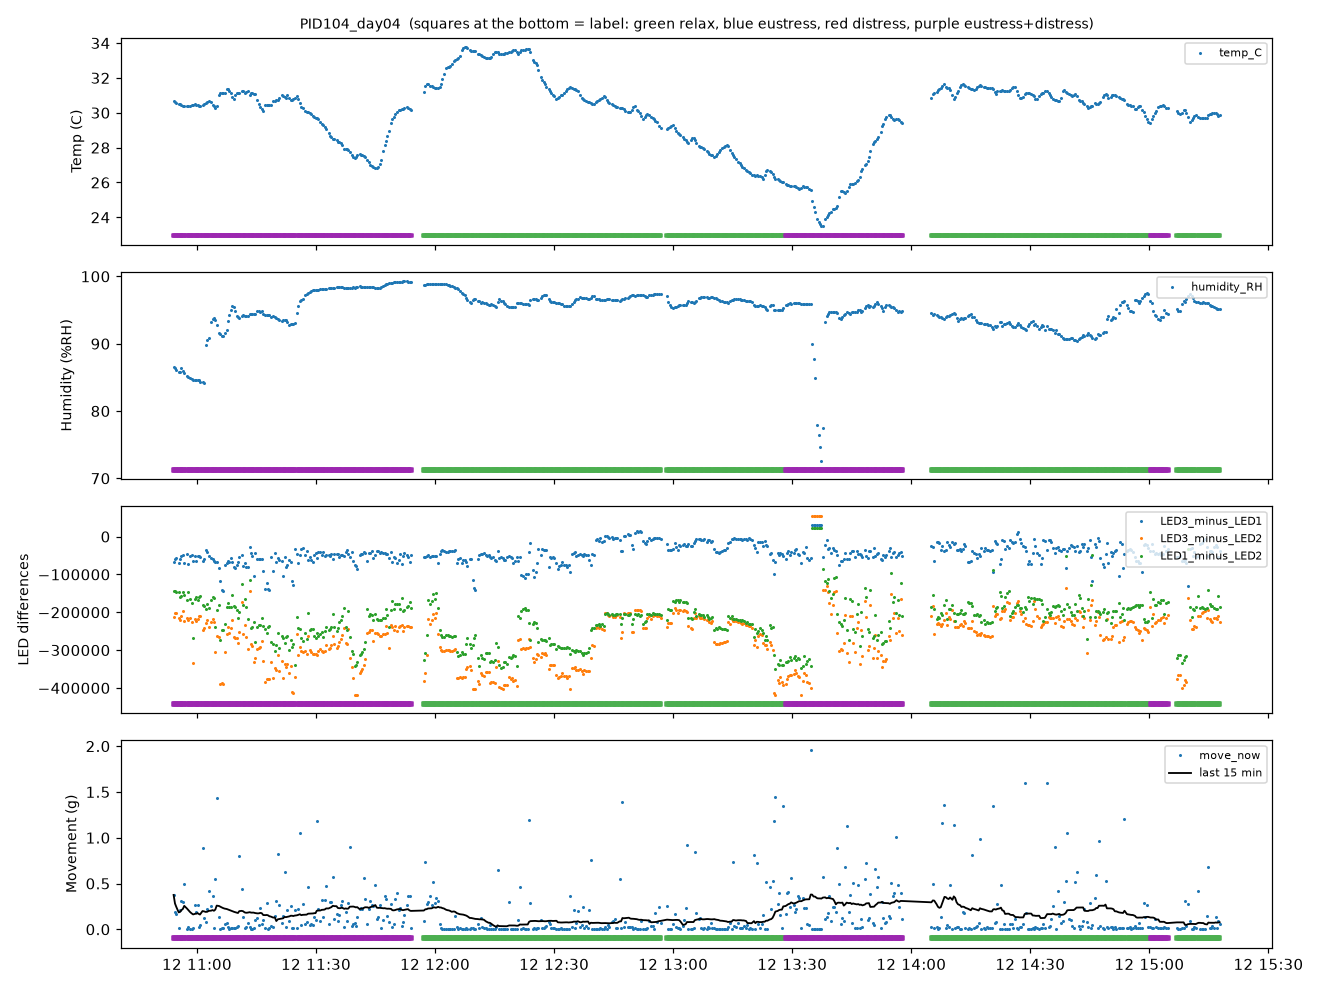 PID104_day04  (squares at the bottom = label: green relax, blue eustress, red distress, purple eustress+distress)
Temp (C)
34
32
30
28
26
24
temp_C
Humidity (%RH)
100
90
80
70
humidity_RH
LED differences
0
−100000
−200000
−300000
−400000
LED3_minus_LED1
LED3_minus_LED2
LED1_minus_LED2
Movement (g)
2.0
1.5
1.0
0.5
0.0
move_now
last 15 min
12 11:00 12 11:30 12 12:00 12 12:30 12 13:00 12 13:30 12 14:00 12 14:30 12 15:00 12 15:30